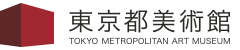 東京都美術館
TOKYO METROPOLITAN ART MUSEUM